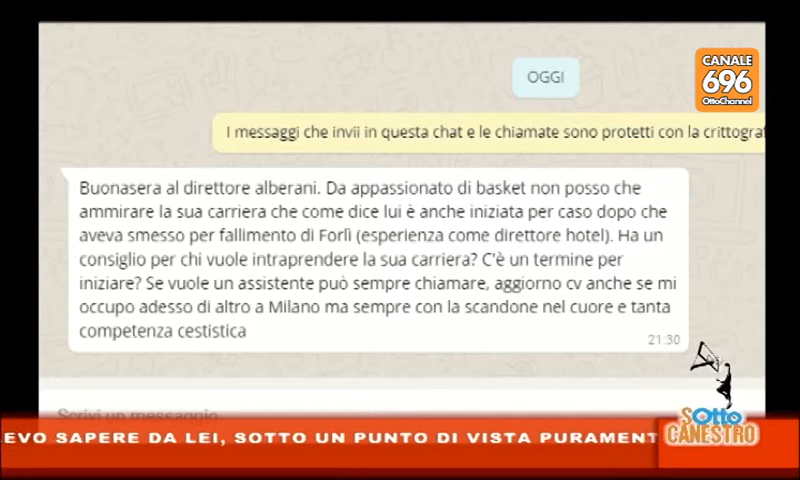 OGGI
CANALE
696
OttoChannel
I messaggi che invii in questa chat e le chiamate sono protetti con la crittograf
Buonasera al direttore alberani. Da appassionato di basket non posso che
ammirare la sua carriera che come dice lui è anche iniziata per caso dopo che
aveva smesso per fallimento di Forlì (esperienza come direttore hotel). Ha un
consiglio per chi vuole intraprendere la sua carriera? C'è un termine per
iniziare? Se vuole un assistente può sempre chiamare, aggiorno cv anche se mi
occupo adesso di altro a Milano ma sempre con la scandone nel cuore e tanta
competenza cestistica
21:30
Scrivi un messaggio
EVO SAPERE DA LEI, SOTTO UN PUNTO DI VISTA PURAMENT
SOtto
CANESTRO